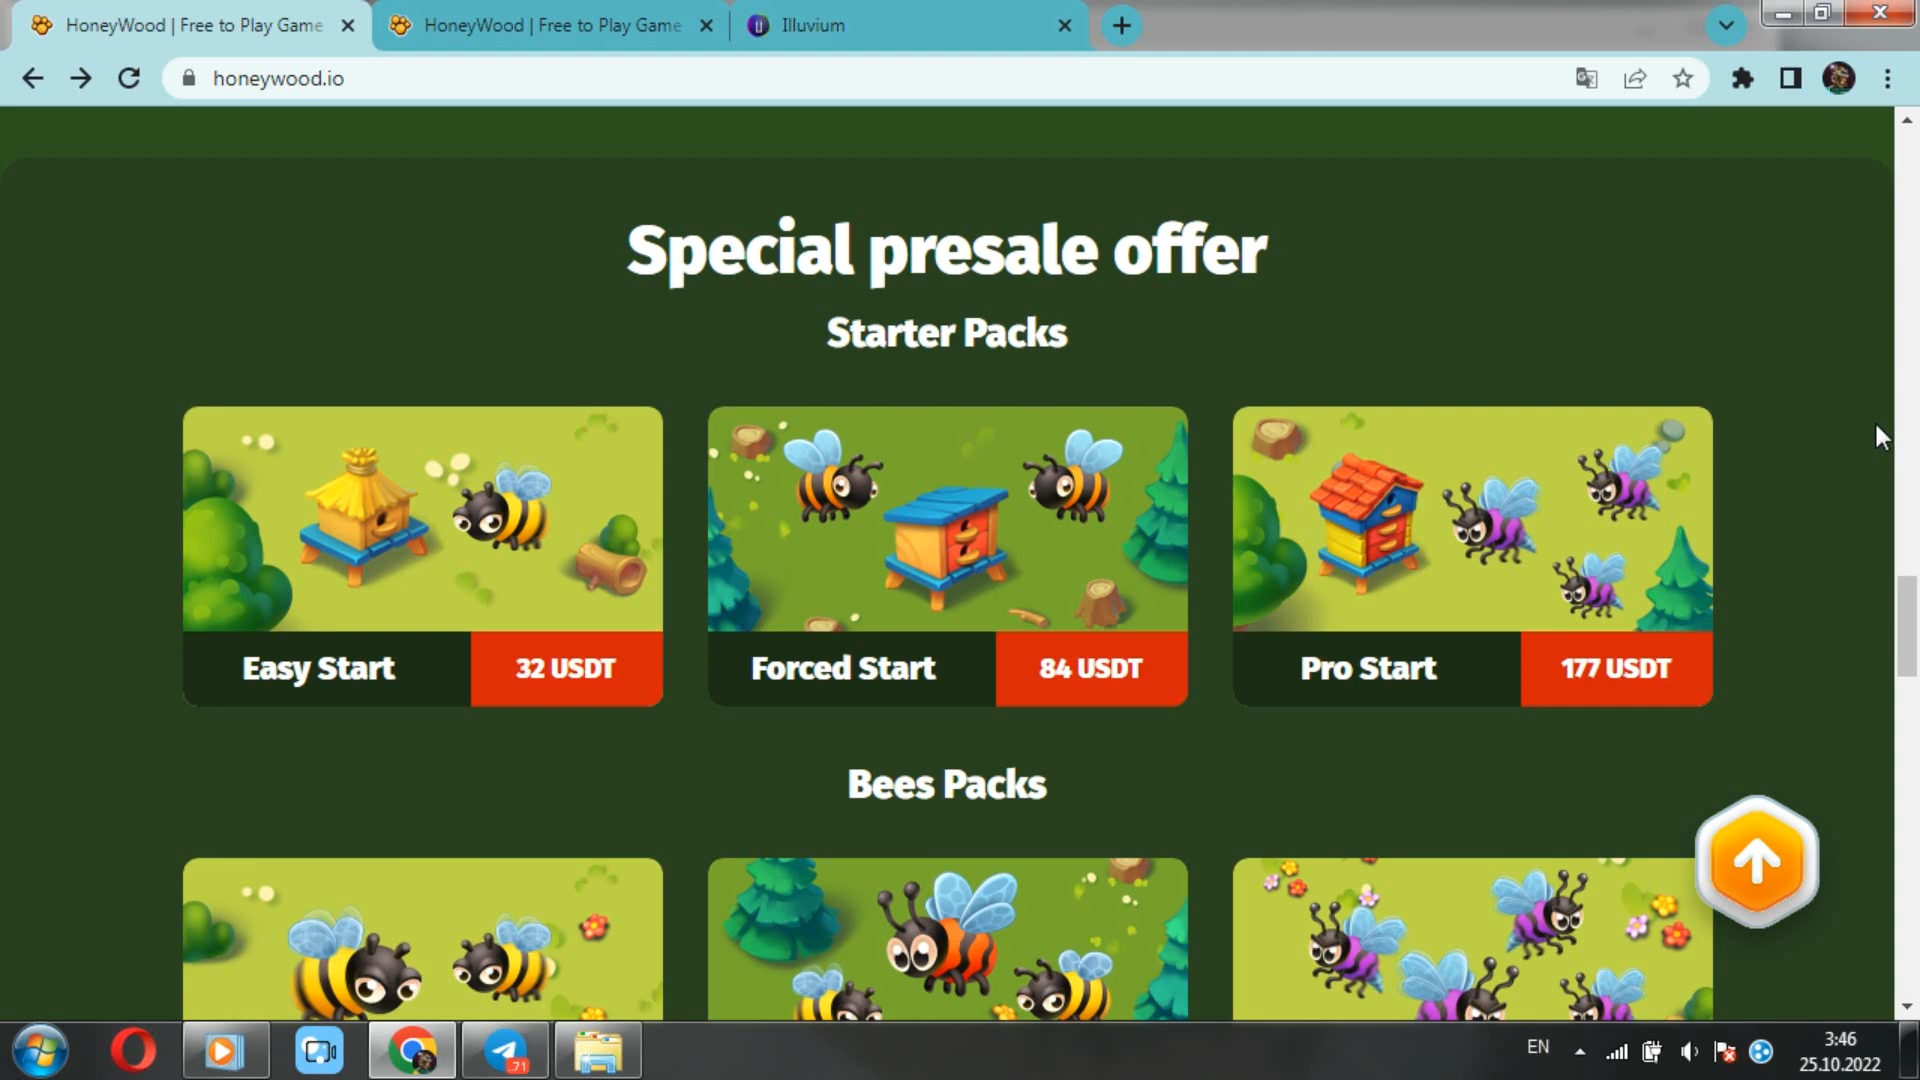 HoneyWood | Free to Play Game
HoneyWood | Free to Play Game
Illuvium
honeywood.io
Special presale offer
Starter Packs
Easy Start
32 USDT
Forced Start
84 USDT
Pro Start
177 USDT
Bees Packs
71
EN
3:46
25.10.2022